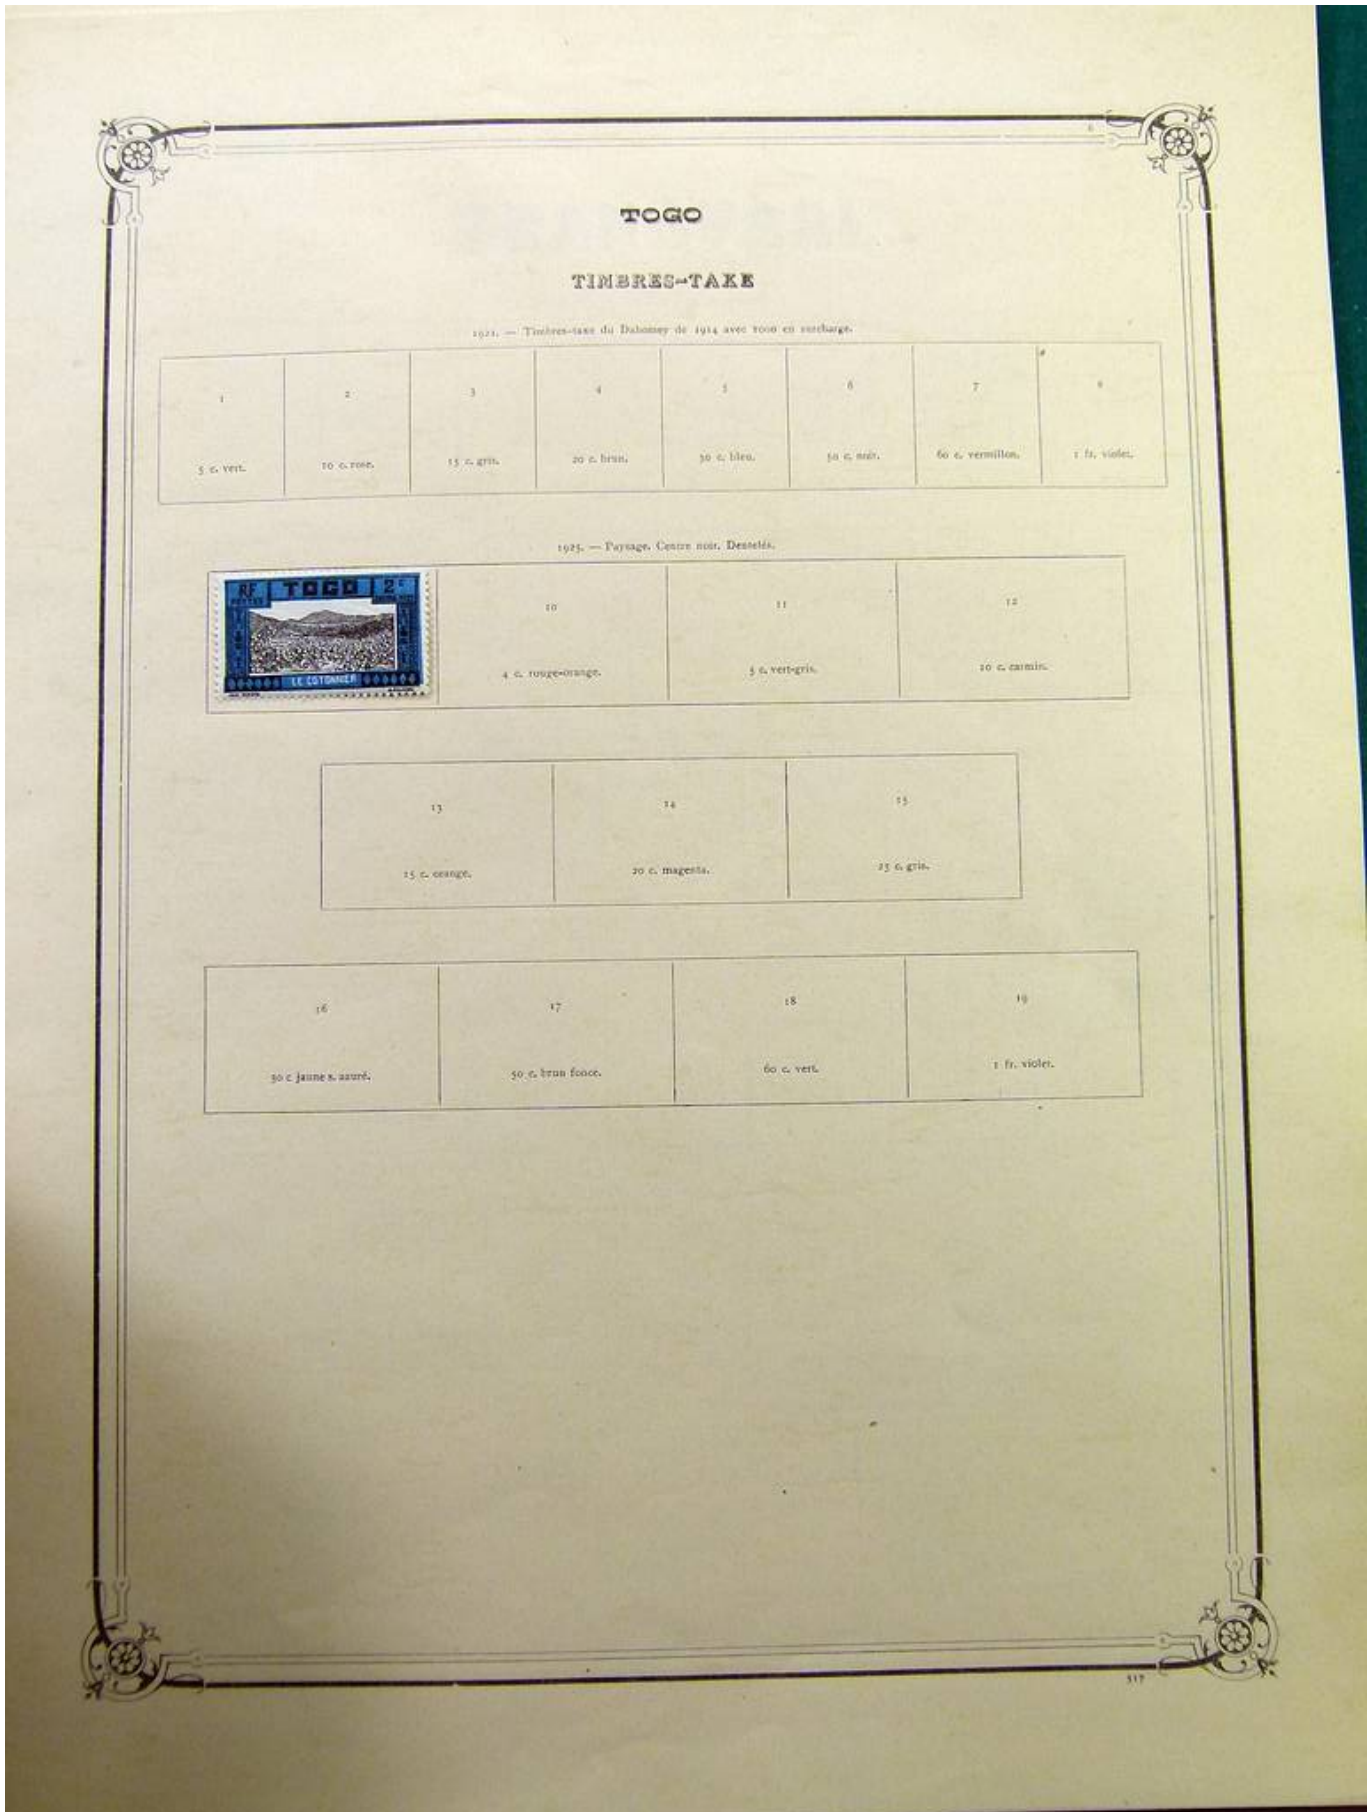 6
TOGO
TIMBRES-TAXE
1921. — Timbres-taxe du Dahomey de 1914 avec TOGO en surcharge.
1 2 3 4 5 6 7 8
5 c. vert. 10 c. rose. 15 c. gris. 20 c. brun. 30 c. bleu. 50 c. noir. 60 c. vermillon. 1 fr. violet.
1925. — Paysage. Centre noir. Dentelés.
RF TOGO 2 c
POSTES
LE COTONNIER
10 11 12
4 c. rouge-orange. 5 c. vert-gris. 10 c. carmin.
13 14 15
15 c. orange. 20 c. magenta. 25 c. gris.
16 17 18 19
30 c jaune s. azuré. 50 c. brun foncé. 60 c. vert. 1 fr. violet.
517